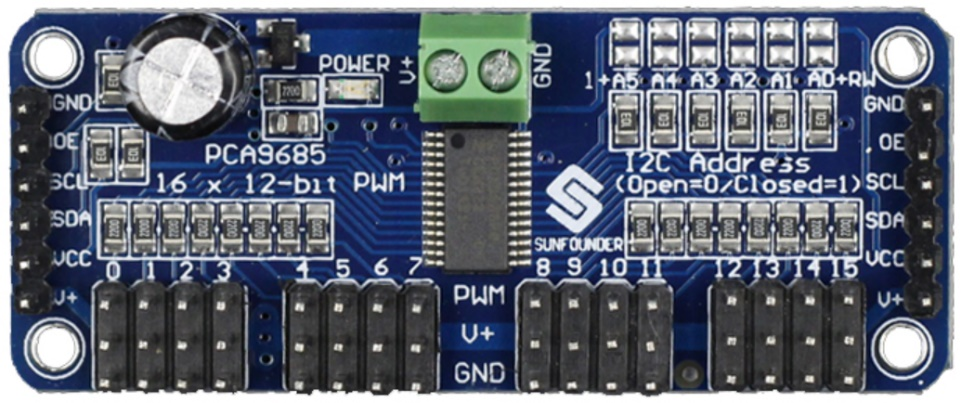 POWER
V+
GND
1+A5 A4 A3 A2 A1 A0+RW
GND
OE
SCL
SDA
VCC
V+
PCA9685
16 x 12-bit PWM
2200
I2C Address
(Open=0/Closed=1)
SUNFOUNDER
GND
OE
SCL
SDA
VCC
V+
0 1 2 3 4 5 6 7 8 9 10 11 12 13 14 15
PWM
V+
GND